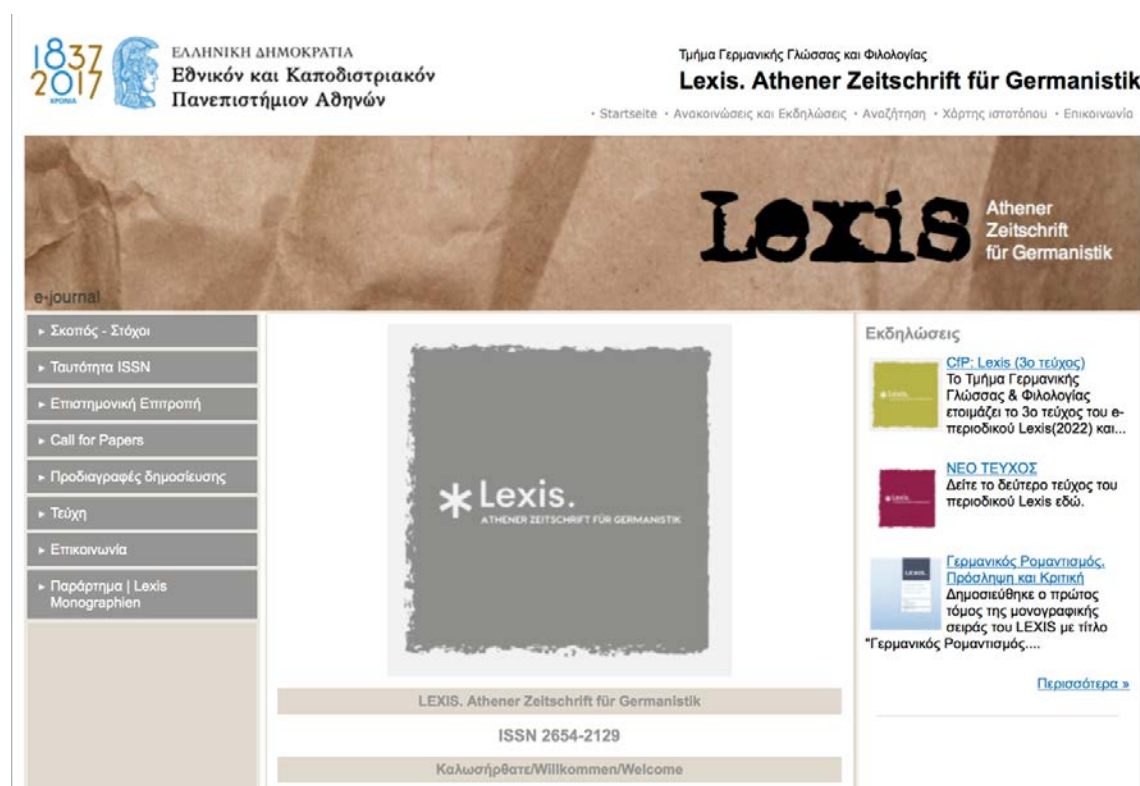 1837
2017
ΧΡΟΝΙΑ
ΕΛΛΗΝΙΚΗ ΔΗΜΟΚΡΑΤΙΑ
Εθνικόν και Καποδιστριακόν
Πανεπιστήμιον Αθηνών
Τμήμα Γερμανικής Γλώσσας και Φιλολογίας
Lexis. Athener Zeitschrift für Germanistik
• Startseite • Ανακοινώσεις και Εκδηλώσεις • Αναζήτηση • Χάρτης ιστοτόπου • Επικοινωνία
Lexis
Athener
Zeitschrift
für Germanistik
e-journal
Σκοπός - Στόχοι
Ταυτότητα ISSN
Επιστημονική Επιτροπή
Call for Papers
Προδιαγραφές δημοσίευσης
Τεύχη
Επικοινωνία
Παράρτημα | Lexis
Monographien
* Lexis.
ATHENER ZEITSCHRIFT FÜR GERMANISTIK
LEXIS. Athener Zeitschrift für Germanistik
ISSN 2654-2129
Καλωσήρθατε/Willkommen/Welcome
Εκδηλώσεις
CfP: Lexis (3ο τεύχος)
Το Τμήμα Γερμανικής
Γλώσσας & Φιλολογίας
ετοιμάζει το 3ο τεύχος του e-
περιοδικού Lexis(2022) και...
ΝΕΟ ΤΕΥΧΟΣ
Δείτε το δεύτερο τεύχος του
περιοδικού Lexis εδώ.
Γερμανικός Ρομαντισμός.
Πρόσληψη και Κριτική
Δημοσιεύθηκε ο πρώτος
τόμος της μονογραφικής
σειράς του LEXIS με τίτλο
"Γερμανικός Ρομαντισμός....
Περισσότερα »